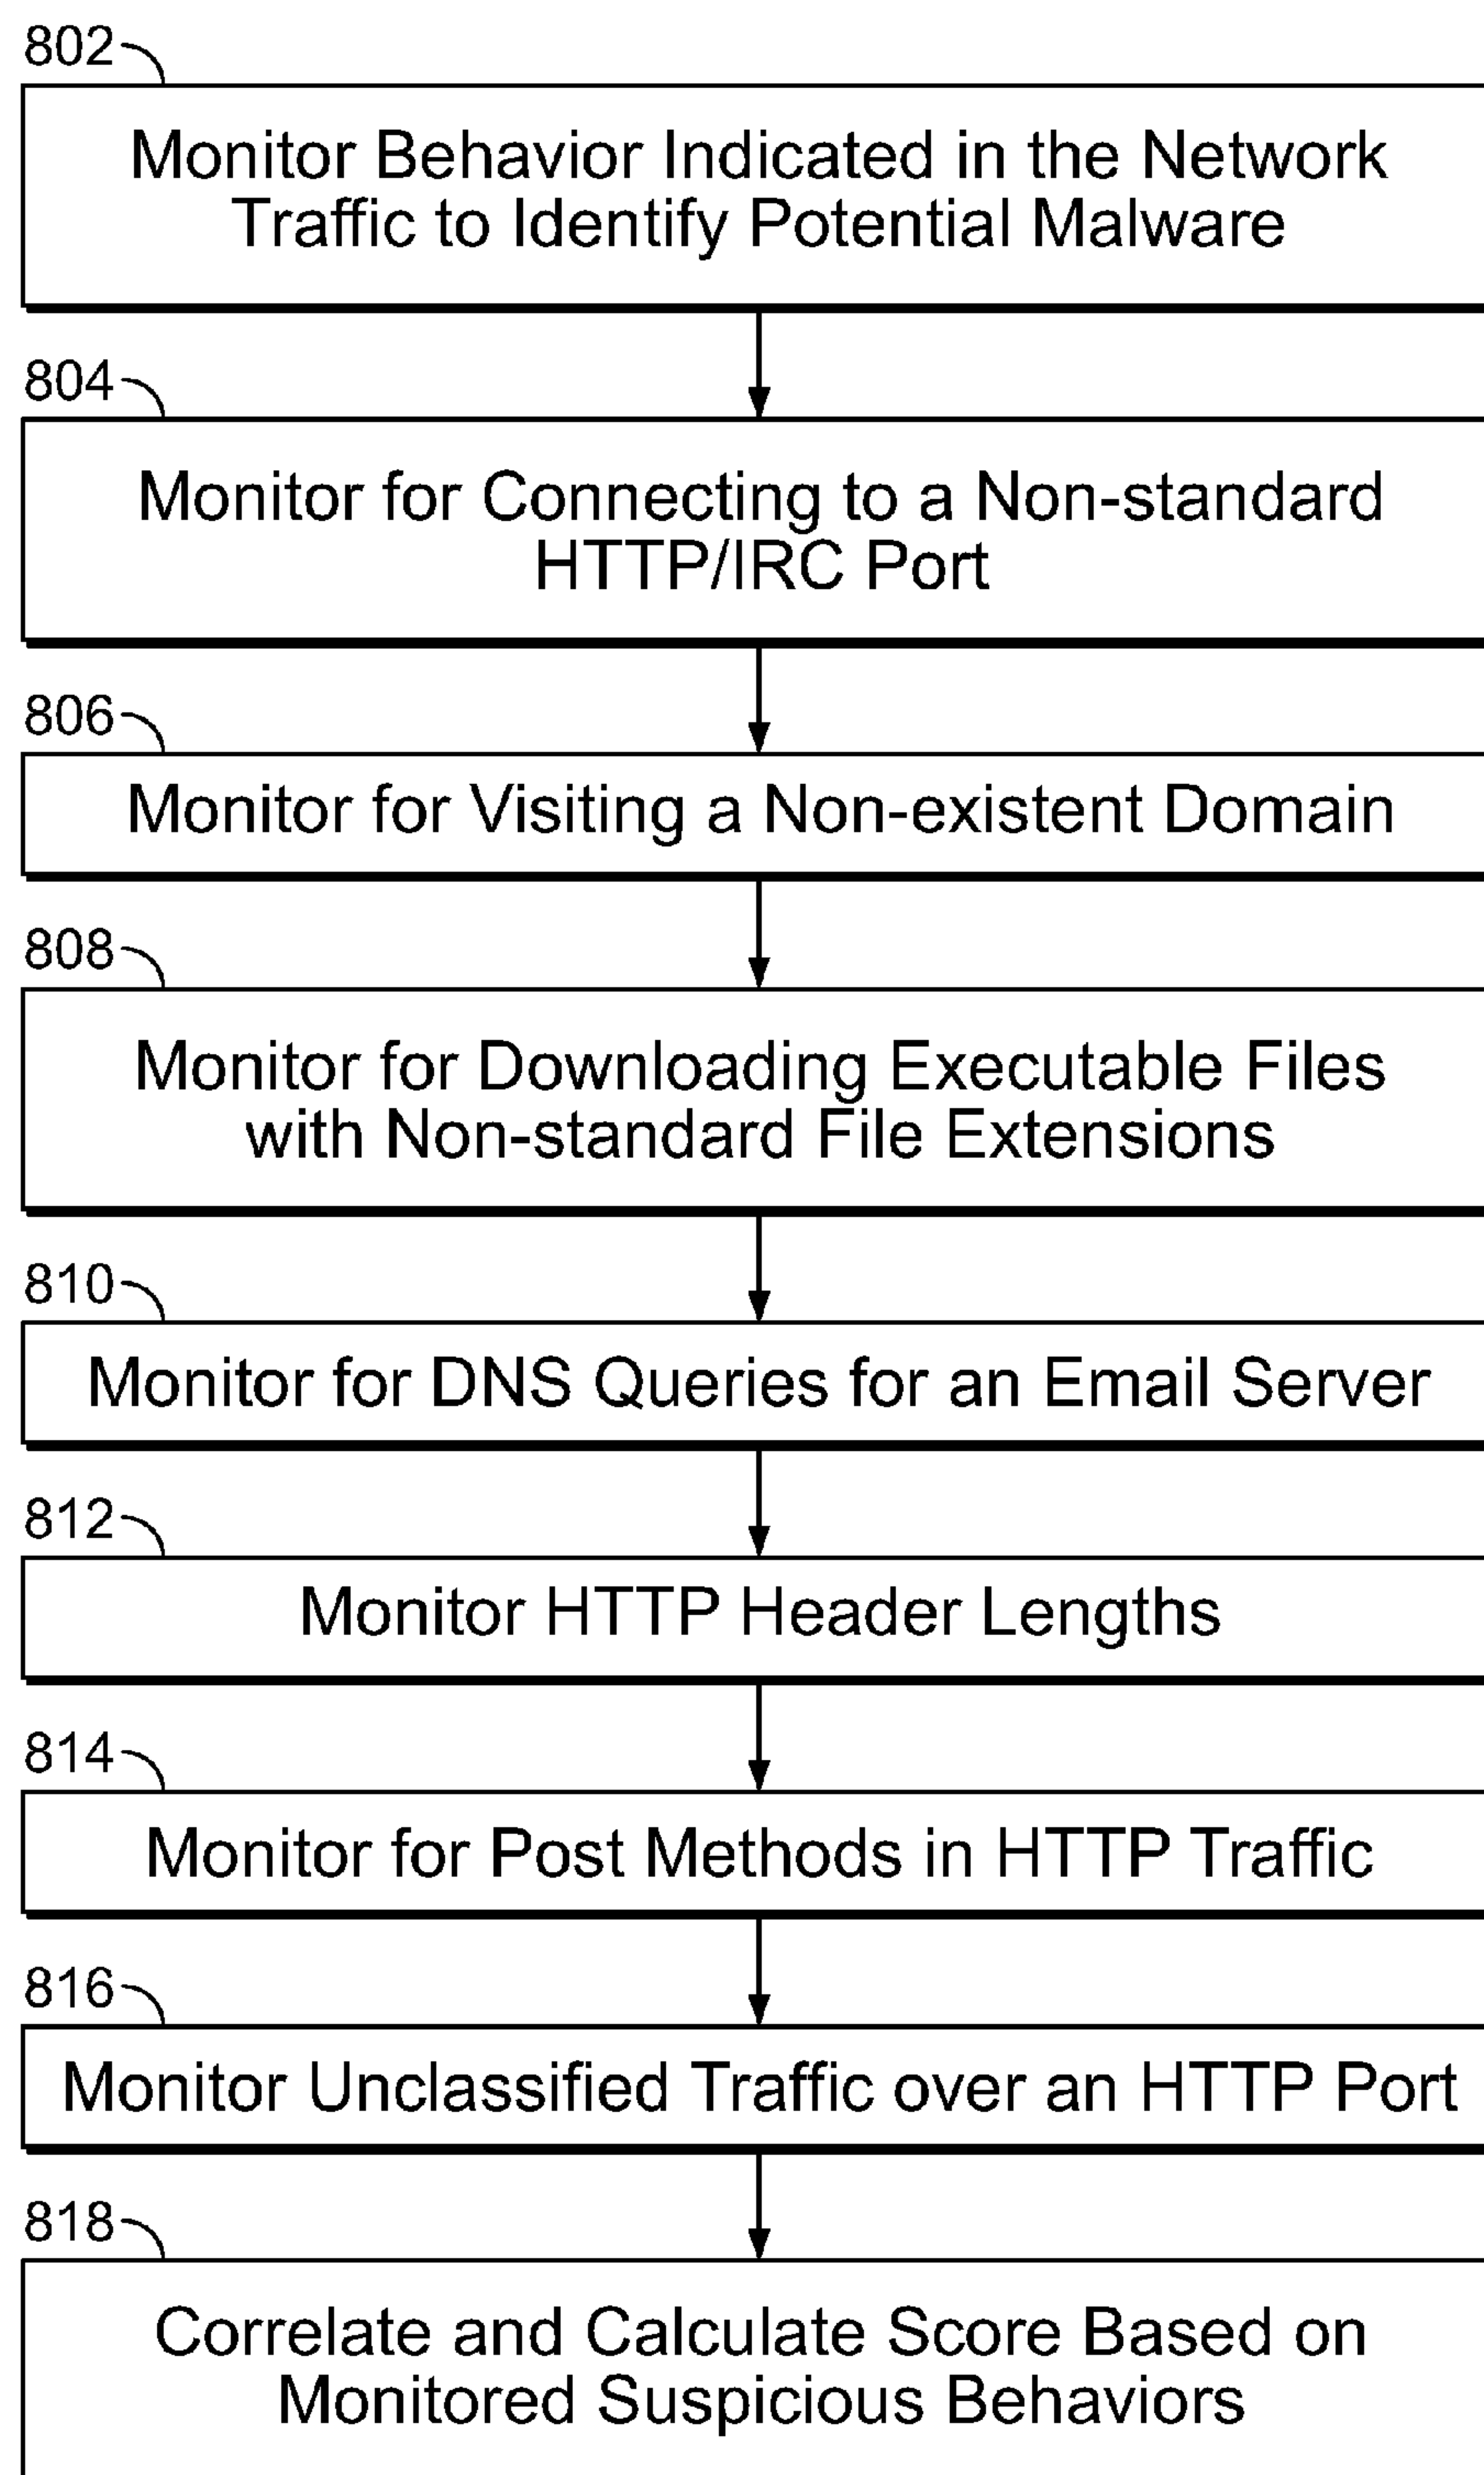 802
Monitor Behavior Indicated in the Network
Traffic to Identify Potential Malware
804
Monitor for Connecting to a Non-standard
HTTP/IRC Port
806
Monitor for Visiting a Non-existent Domain
808
Monitor for Downloading Executable Files
with Non-standard File Extensions
810
Monitor for DNS Queries for an Email Server
812
Monitor HTTP Header Lengths
814
Monitor for Post Methods in HTTP Traffic
816
Monitor Unclassified Traffic over an HTTP Port
818
Correlate and Calculate Score Based on
Monitored Suspicious Behaviors